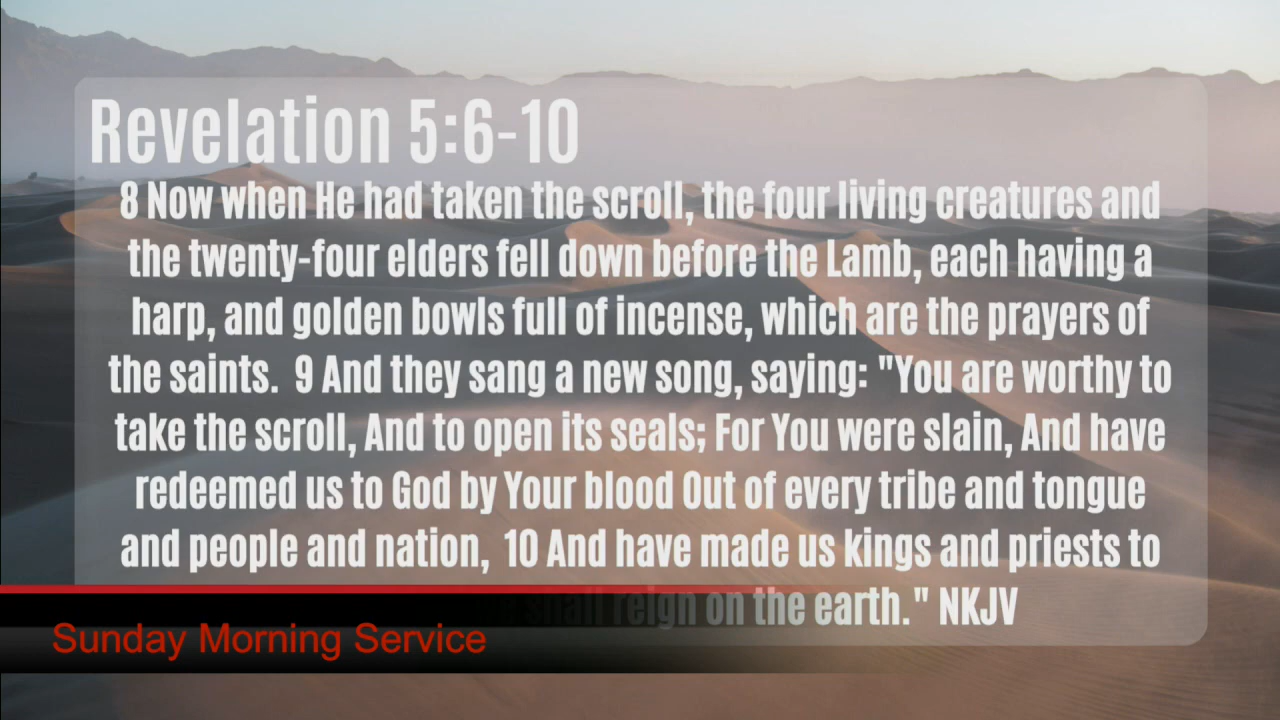 Revelation 5:6-10
8 Now when He had taken the scroll, the four living creatures and
the twenty-four elders fell down before the Lamb, each having a
harp, and golden bowls full of incense, which are the prayers of
the saints. 9 And they sang a new song, saying: "You are worthy to
take the scroll, And to open its seals; For You were slain, And have
redeemed us to God by Your blood Out of every tribe and tongue
and people and nation, 10 And have made us kings and priests to
shall reign on the earth." NKJV
Sunday Morning Service